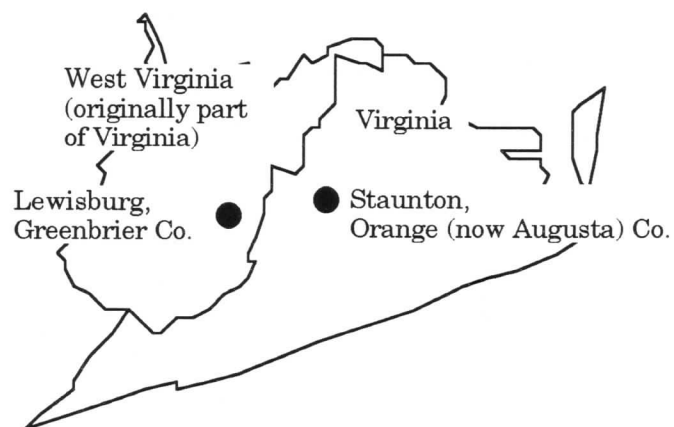 West Virginia
(originally part
of Virginia)
Virginia
Lewisburg,
Greenbrier Co.
Staunton,
Orange (now Augusta) Co.